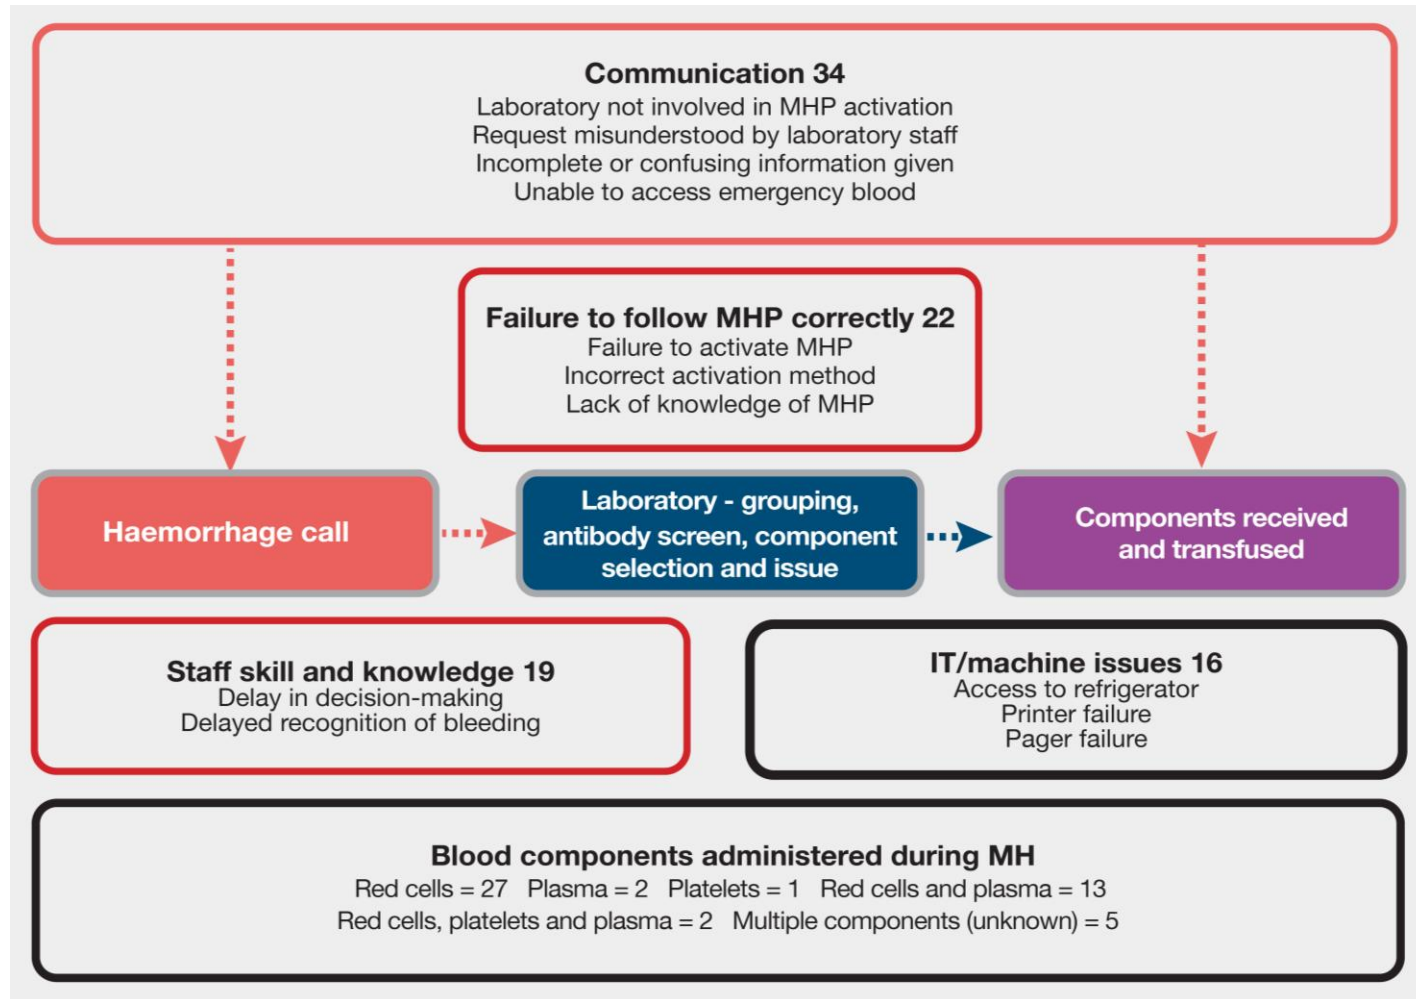 Communication 34
Laboratory not involved in MHP activation
Request misunderstood by laboratory staff
Incomplete or confusing information given
Unable to access emergency blood
Failure to follow MHP correctly 22
Failure to activate MHP
Incorrect activation method
Lack of knowledge of MHP
Haemorrhage call
Laboratory - grouping,
antibody screen, component
selection and issue
Components received
and transfused
Staff skill and knowledge 19
Delay in decision-making
Delayed recognition of bleeding
IT/machine issues 16
Access to refrigerator
Printer failure
Pager failure
Blood components administered during MH
Red cells = 27 Plasma = 2 Platelets = 1 Red cells and plasma = 13
Red cells, platelets and plasma = 2 Multiple components (unknown) = 5